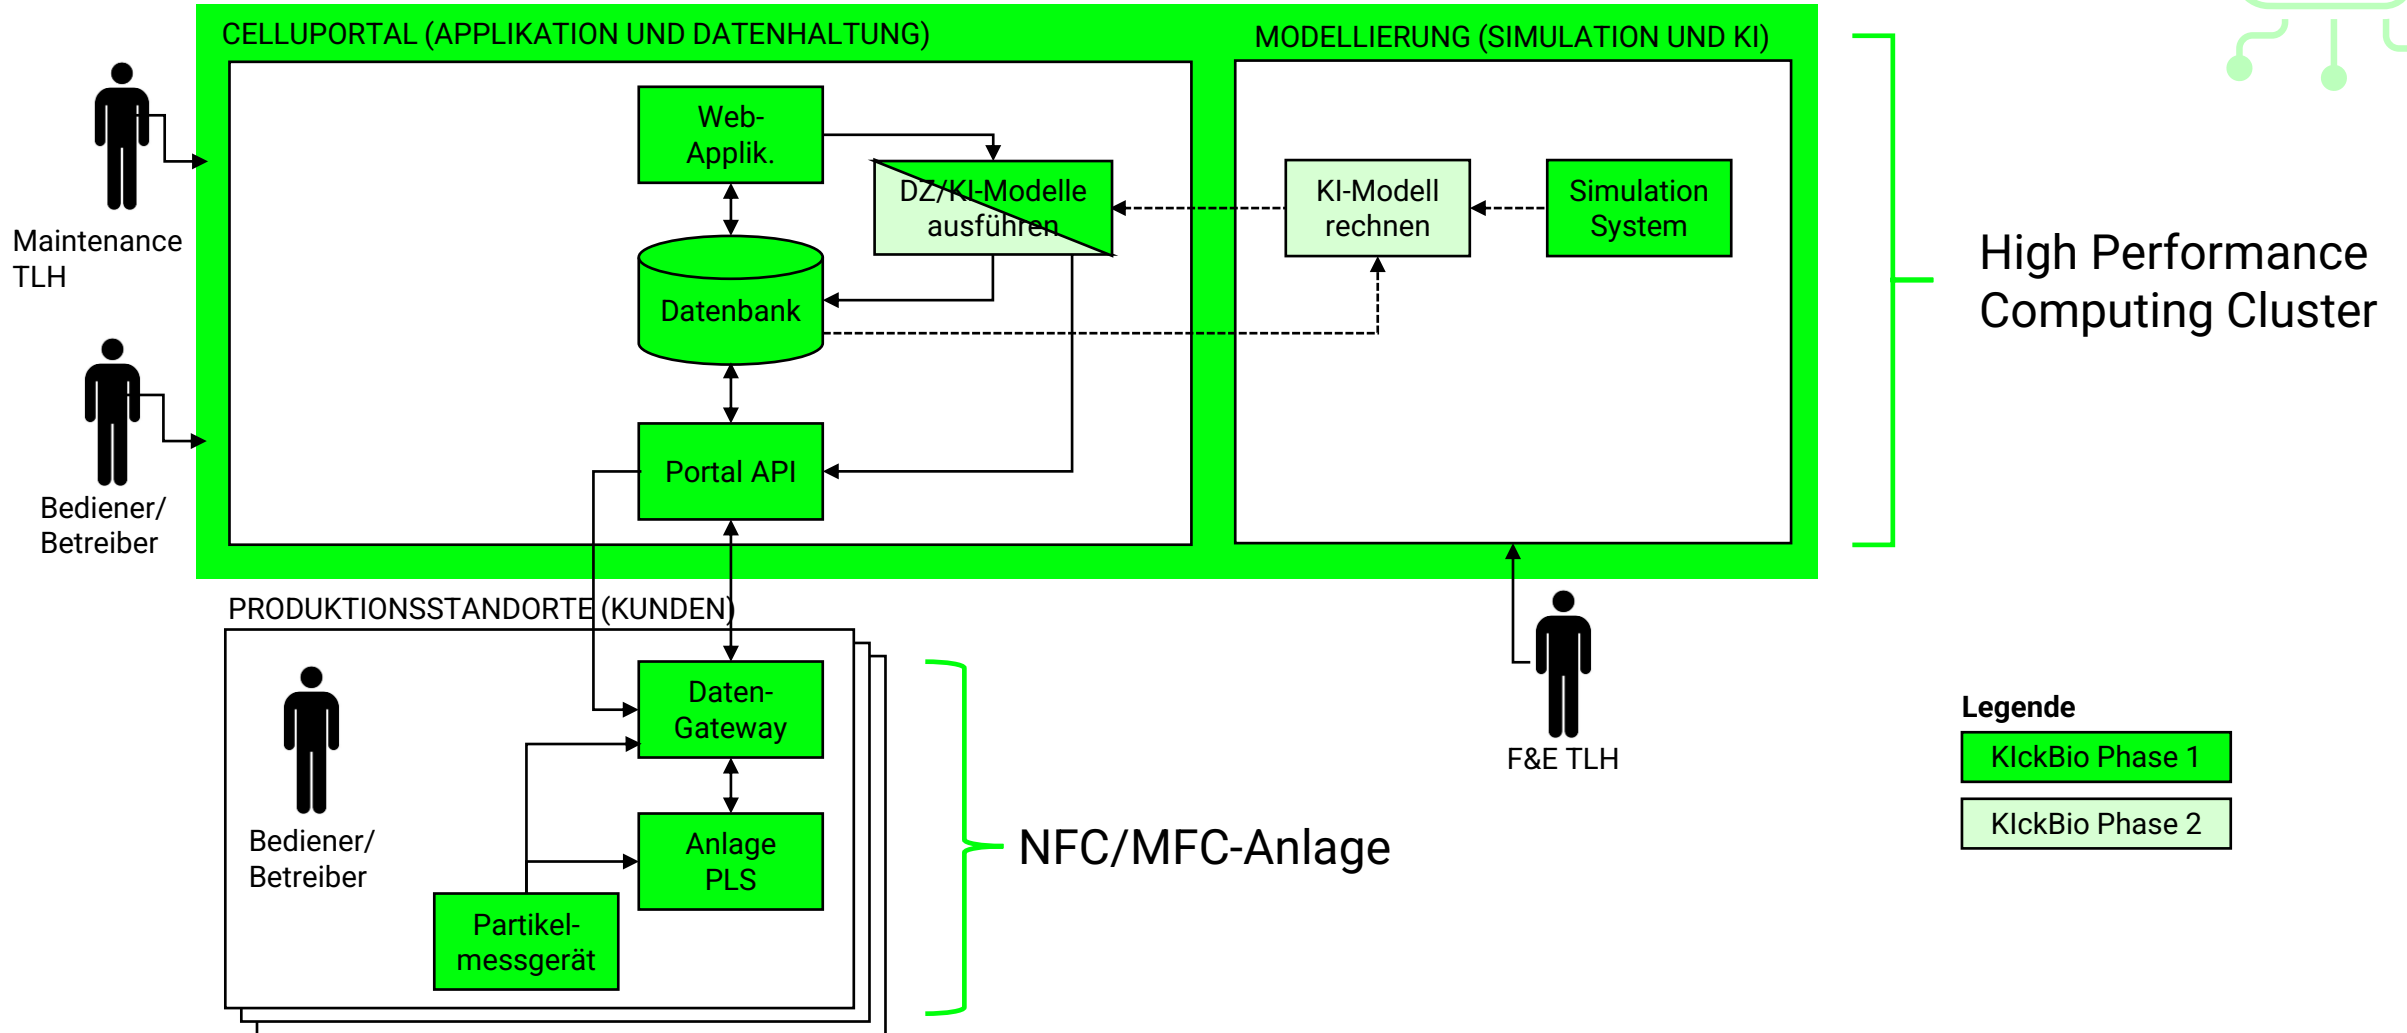 CELLUPORTAL (APPLIKATION UND DATENHALTUNG)
MODELLIERUNG (SIMULATION UND KI)
Web-
Applik.
DZ/KI-Modelle
ausführen
KI-Modell
rechnen
Simulation
System
Maintenance
TLH
Datenbank
High Performance
Computing Cluster
Portal API
Bediener/
Betreiber
PRODUKTIONSSTANDORTE (KUNDEN)
Daten-
Gateway
F&E TLH
Legende
KIckBio Phase 1
KIckBio Phase 2
Bediener/
Betreiber
Anlage
PLS
NFC/MFC-Anlage
Partikel-
messgerät